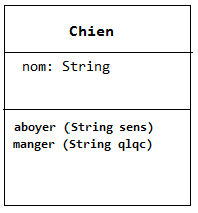 Chien
nom: String
aboyer (String sens)
manger (String qlqc)